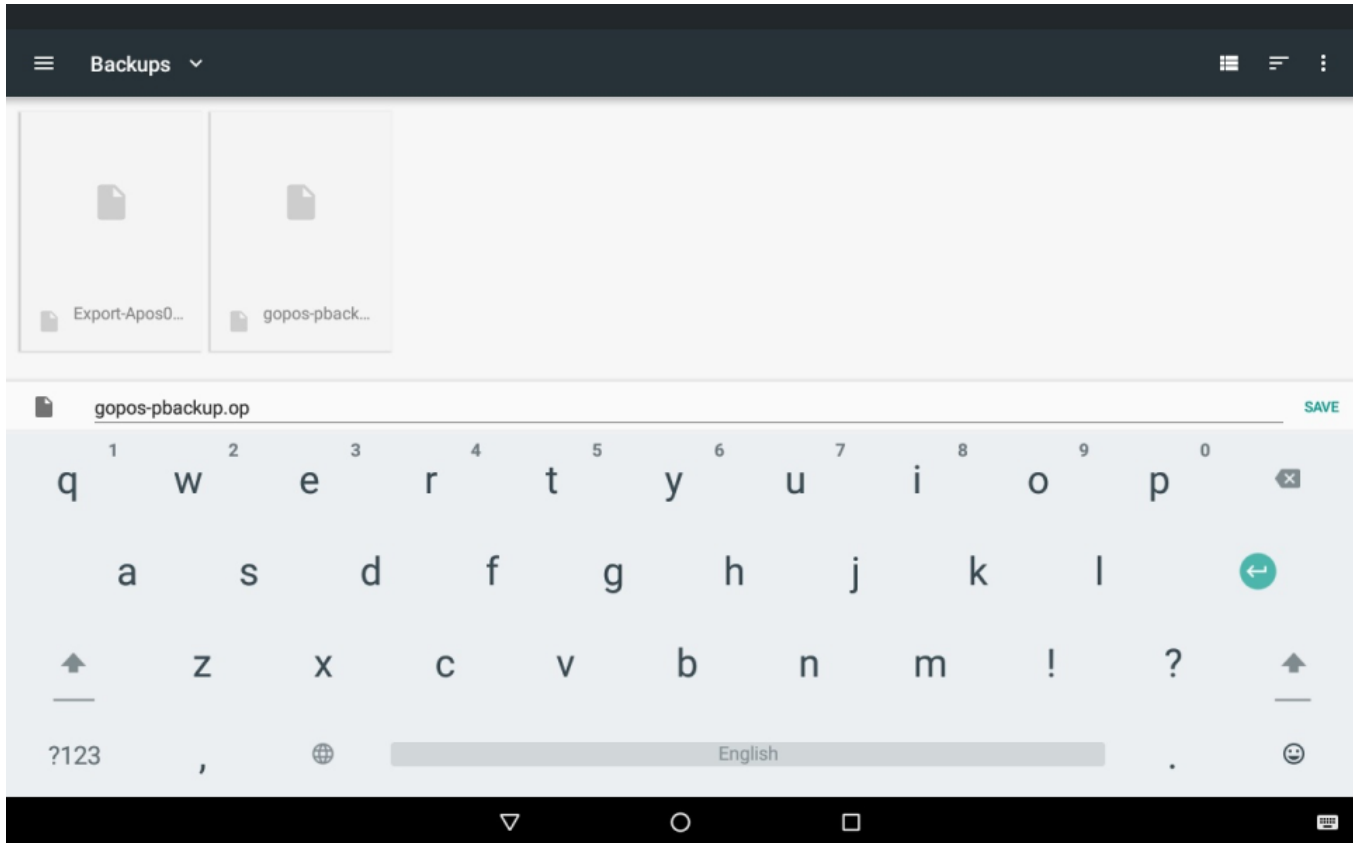 Backups
Export-Apos0...
gopos-pback...
gopos-pbackup.op SAVE
1 2 3 4 5 6 7 8 9 0
q w e r t y u i o p
a s d f g h j k l
z x c v b n m ! ?
?123 , English .